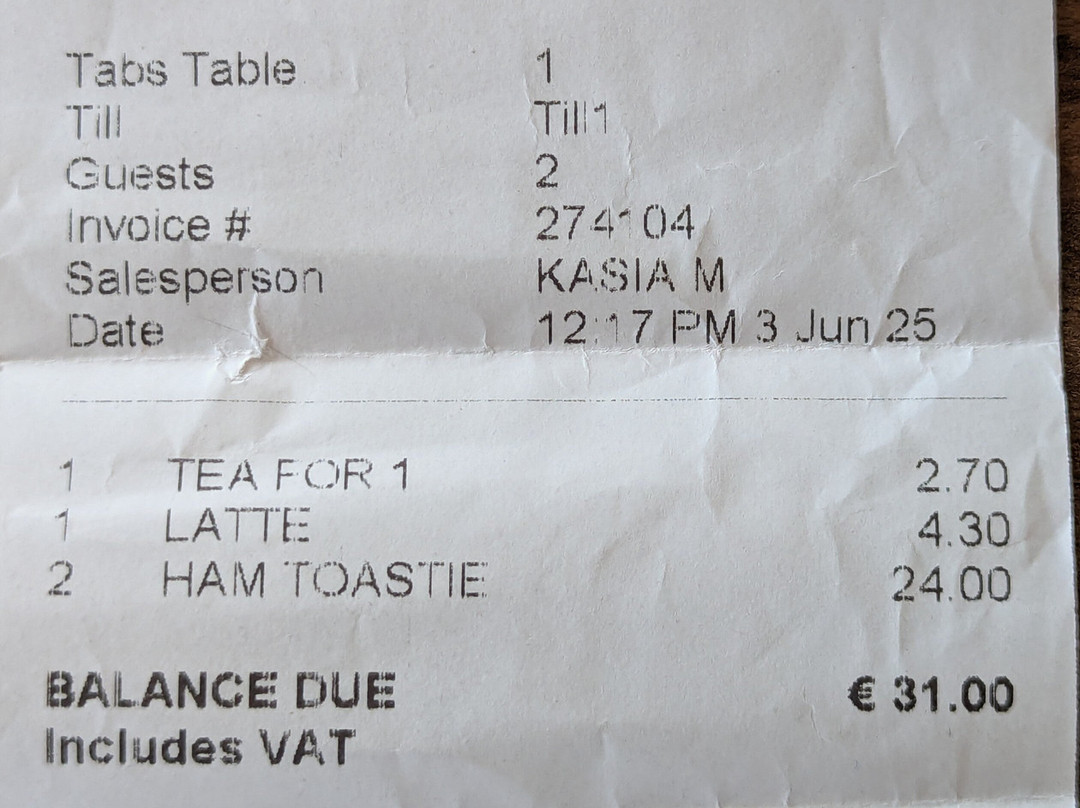 Tabs Table 1
Till Till1
Guests 2
Invoice # 274104
Salesperson KASIA M
Date 12:17 PM 3 Jun 25
1 TEA FOR 1 2.70
1 LATTE 4.30
2 HAM TOASTIE 24.00
BALANCE DUE € 31.00
Includes VAT